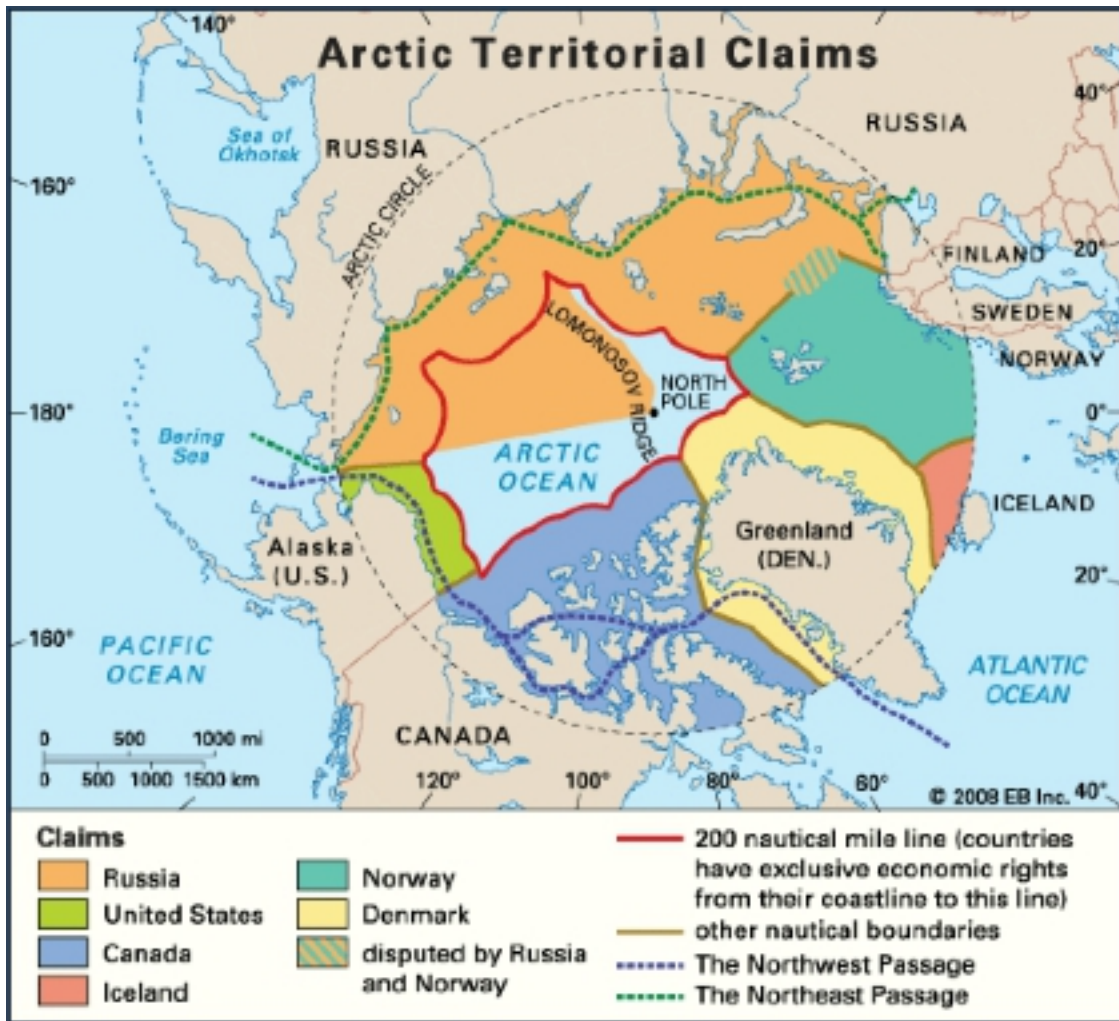 140°
Arctic Territorial Claims
Sea of
Okhotsk
RUSSIA
RUSSIA
40°
160°
ARCTIC CIRCLE
FINLAND
20°
SWEDEN
NORWAY
LOMONOSOV RIDGE
NORTH
POLE
180°
0°
Bering
Sea
ARCTIC
OCEAN
ICELAND
Alaska
(U.S.)
Greenland
(DEN.)
20°
160°
PACIFIC
OCEAN
ATLANTIC
OCEAN
0 500 1000 mi
0 500 1000 1500 km
CANADA
120°
100°
80°
60°
© 2008 EB Inc.
40°
Claims
Russia
United States
Canada
Iceland
Norway
Denmark
disputed by Russia
and Norway
200 nautical mile line (countries
have exclusive economic rights
from their coastline to this line)
other nautical boundaries
The Northwest Passage
The Northeast Passage